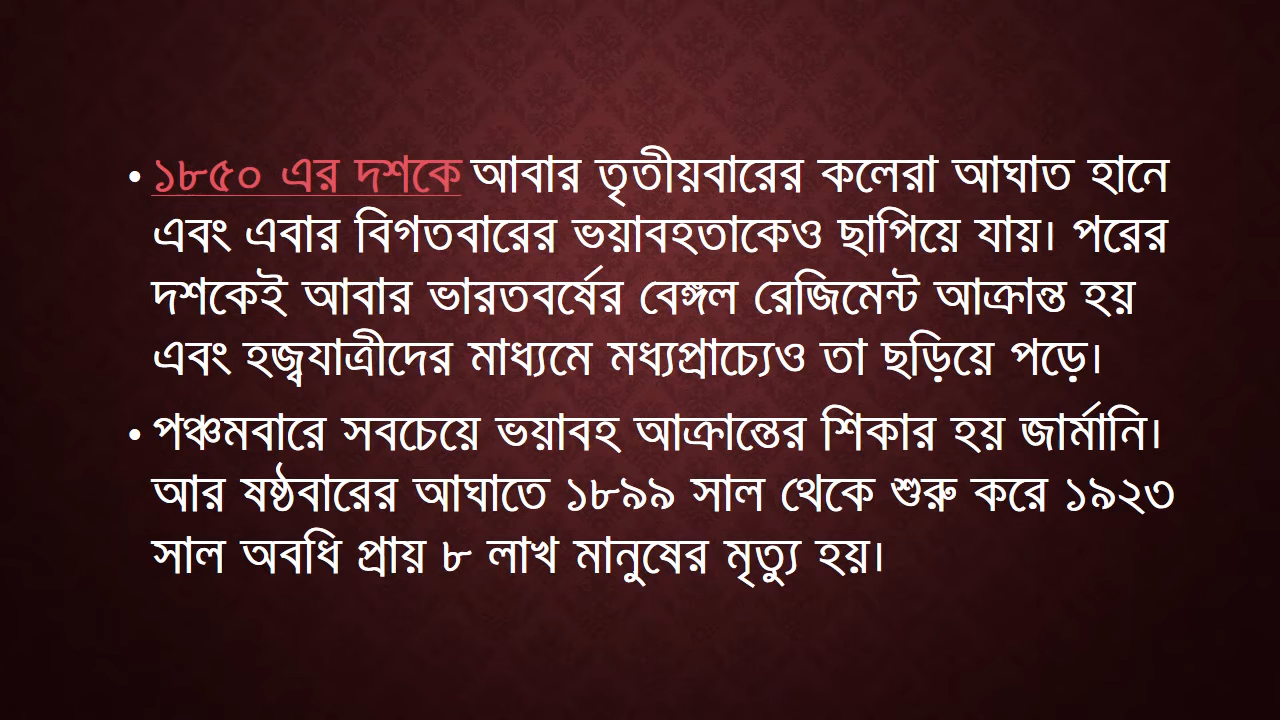 • ১৮৫০ এর দশকে আবার তৃতীয়বারের কলেরা আঘাত হানে
এবং এবার বিগতবারের ভয়াবহতাকেও ছাপিয়ে যায়। পরের
দশকেই আবার ভারতবর্ষের বেঙ্গল রেজিমেন্ট আক্রান্ত হয়
এবং হজ্বযাত্রীদের মাধ্যমে মধ্যপ্রাচ্যেও তা ছড়িয়ে পড়ে।
• পঞ্চমবারে সবচেয়ে ভয়াবহ আক্রান্তের শিকার হয় জার্মানি।
আর ষষ্ঠবারের আঘাতে ১৮৯৯ সাল থেকে শুরু করে ১৯২৩
সাল অবধি প্রায় ৮ লাখ মানুষের মৃত্যু হয়।